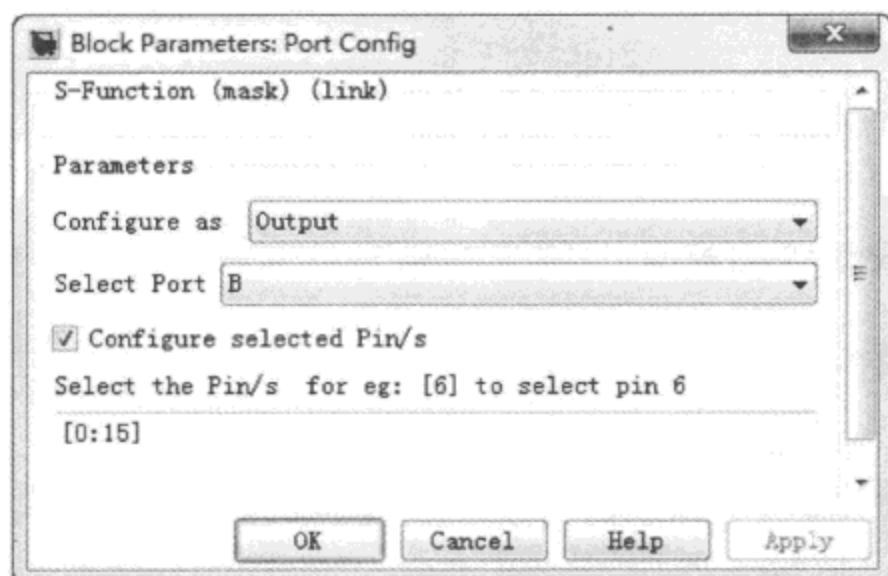 Block Parameters: Port Config
S-Function (mask) (link)
Parameters
Configure as Output
Select Port B
Configure selected Pin/s
Select the Pin/s for eg: [6] to select pin 6
[0:15]
OK Cancel Help Apply